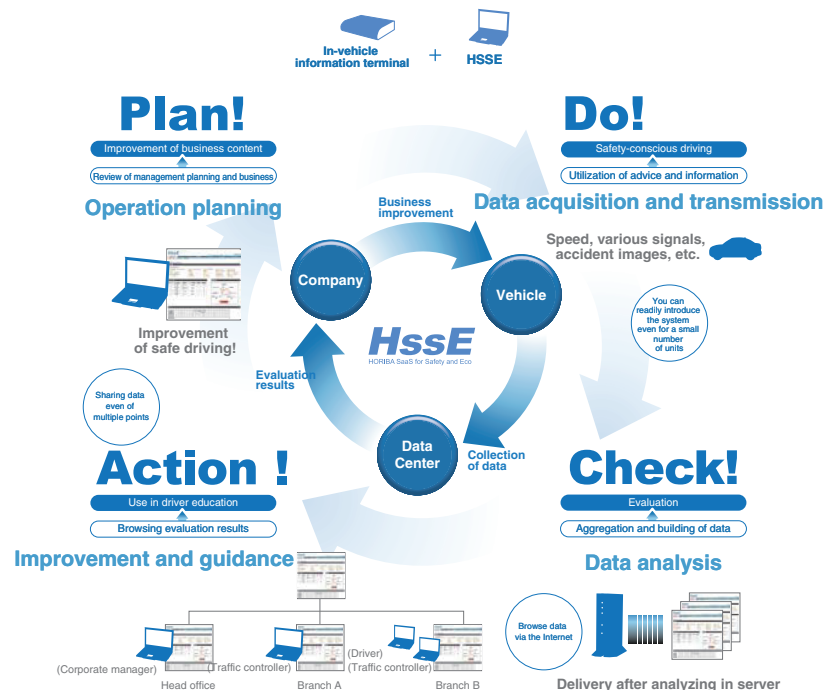 In-vehicle
information terminal
+
HSSE
Plan!
Improvement of business content
Review of management planning and business
Operation planning
Improvement
of safe driving!
Sharing data
even of
multiple points
Do!
Safety-conscious driving
Utilization of advice and information
Data acquisition and transmission
Speed, various signals,
accident images, etc.
You can
readily introduce
the system
even for a small
number
of units
Business
improvement
Company
Vehicle
HssE
HORIBA SaaS for Safety and Eco
Evaluation
results
Data
Center
Collection
of data
Action !
Use in driver education
Browsing evaluation results
Improvement and guidance
(Corporate manager)
Head office
(Traffic controller)
Branch A
(Driver)
(Traffic controller)
Branch B
Check!
Evaluation
Aggregation and building of data
Data analysis
Browse data
via the Internet
Delivery after analyzing in server